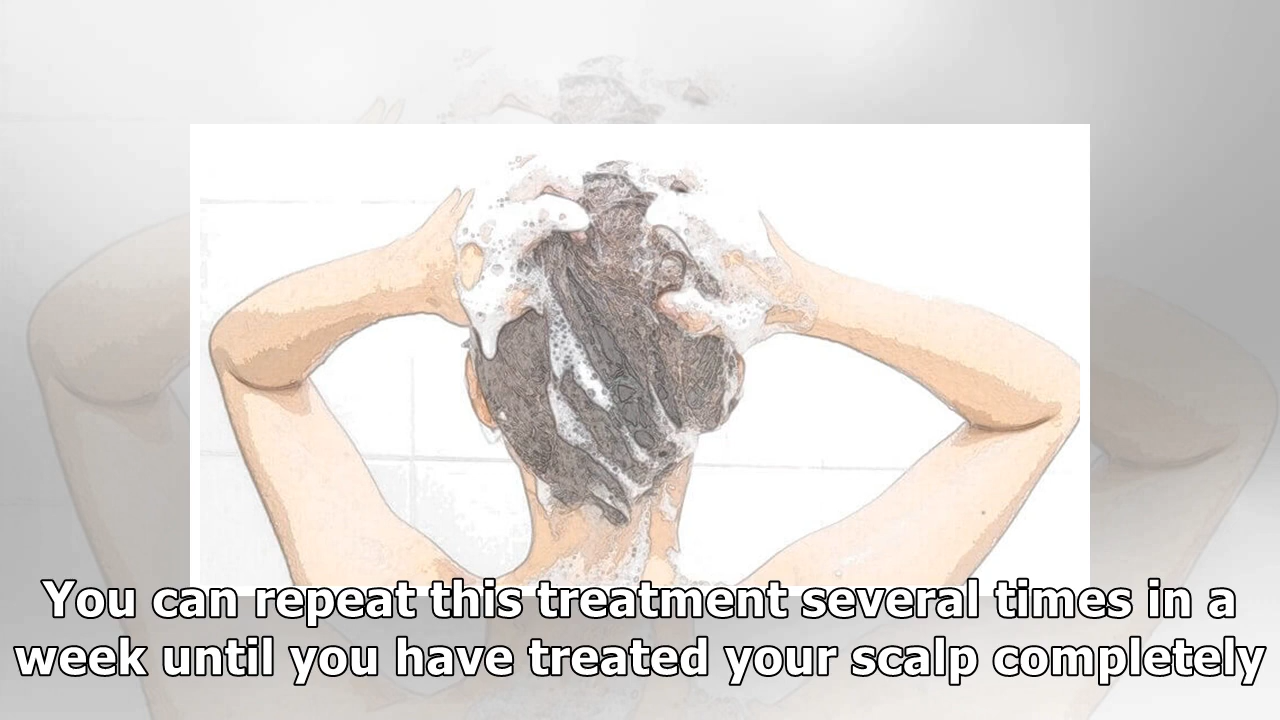 You can repeat this treatment several times in a
week until you have treated your scalp completely